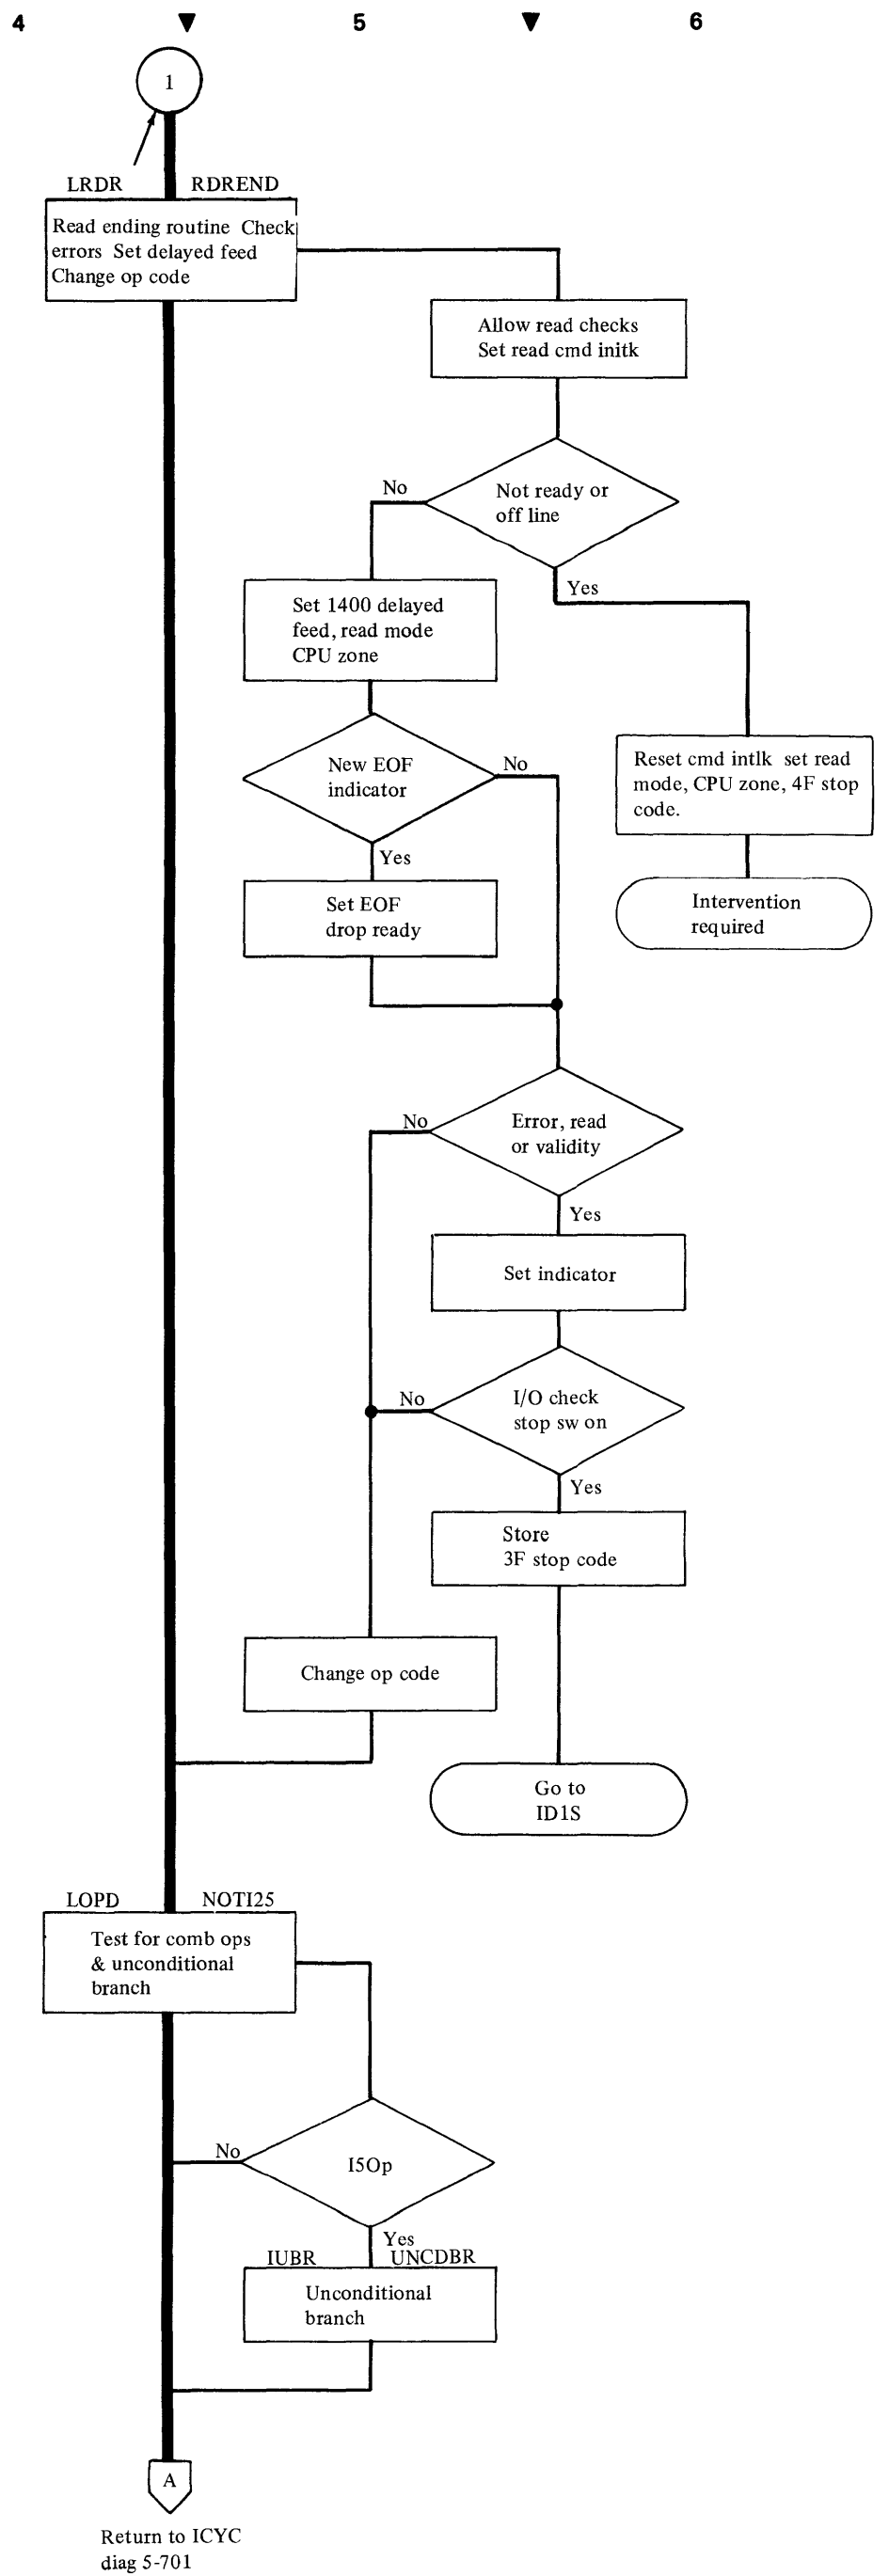 4 ▼ 5 ▼ 6
1
LRDR RDREND
Read ending routine Check
errors Set delayed feed
Change op code
Allow read checks
Set read cmd initk
No
Not ready or
off line
Yes
Set 1400 delayed
feed, read mode
CPU zone
New EOF
indicator
No
Yes
Reset cmd intlk set read
mode, CPU zone, 4F stop
code.
Set EOF
drop ready
Intervention
required
No
Error, read
or validity
Yes
Set indicator
No
I/O check
stop sw on
Yes
Store
3F stop code
Change op code
Go to
ID1S
LOPD NOTI25
Test for comb ops
& unconditional
branch
No
I5Op
Yes
IUBR UNCDBR
Unconditional
branch
A
Return to ICYC
diag 5-701